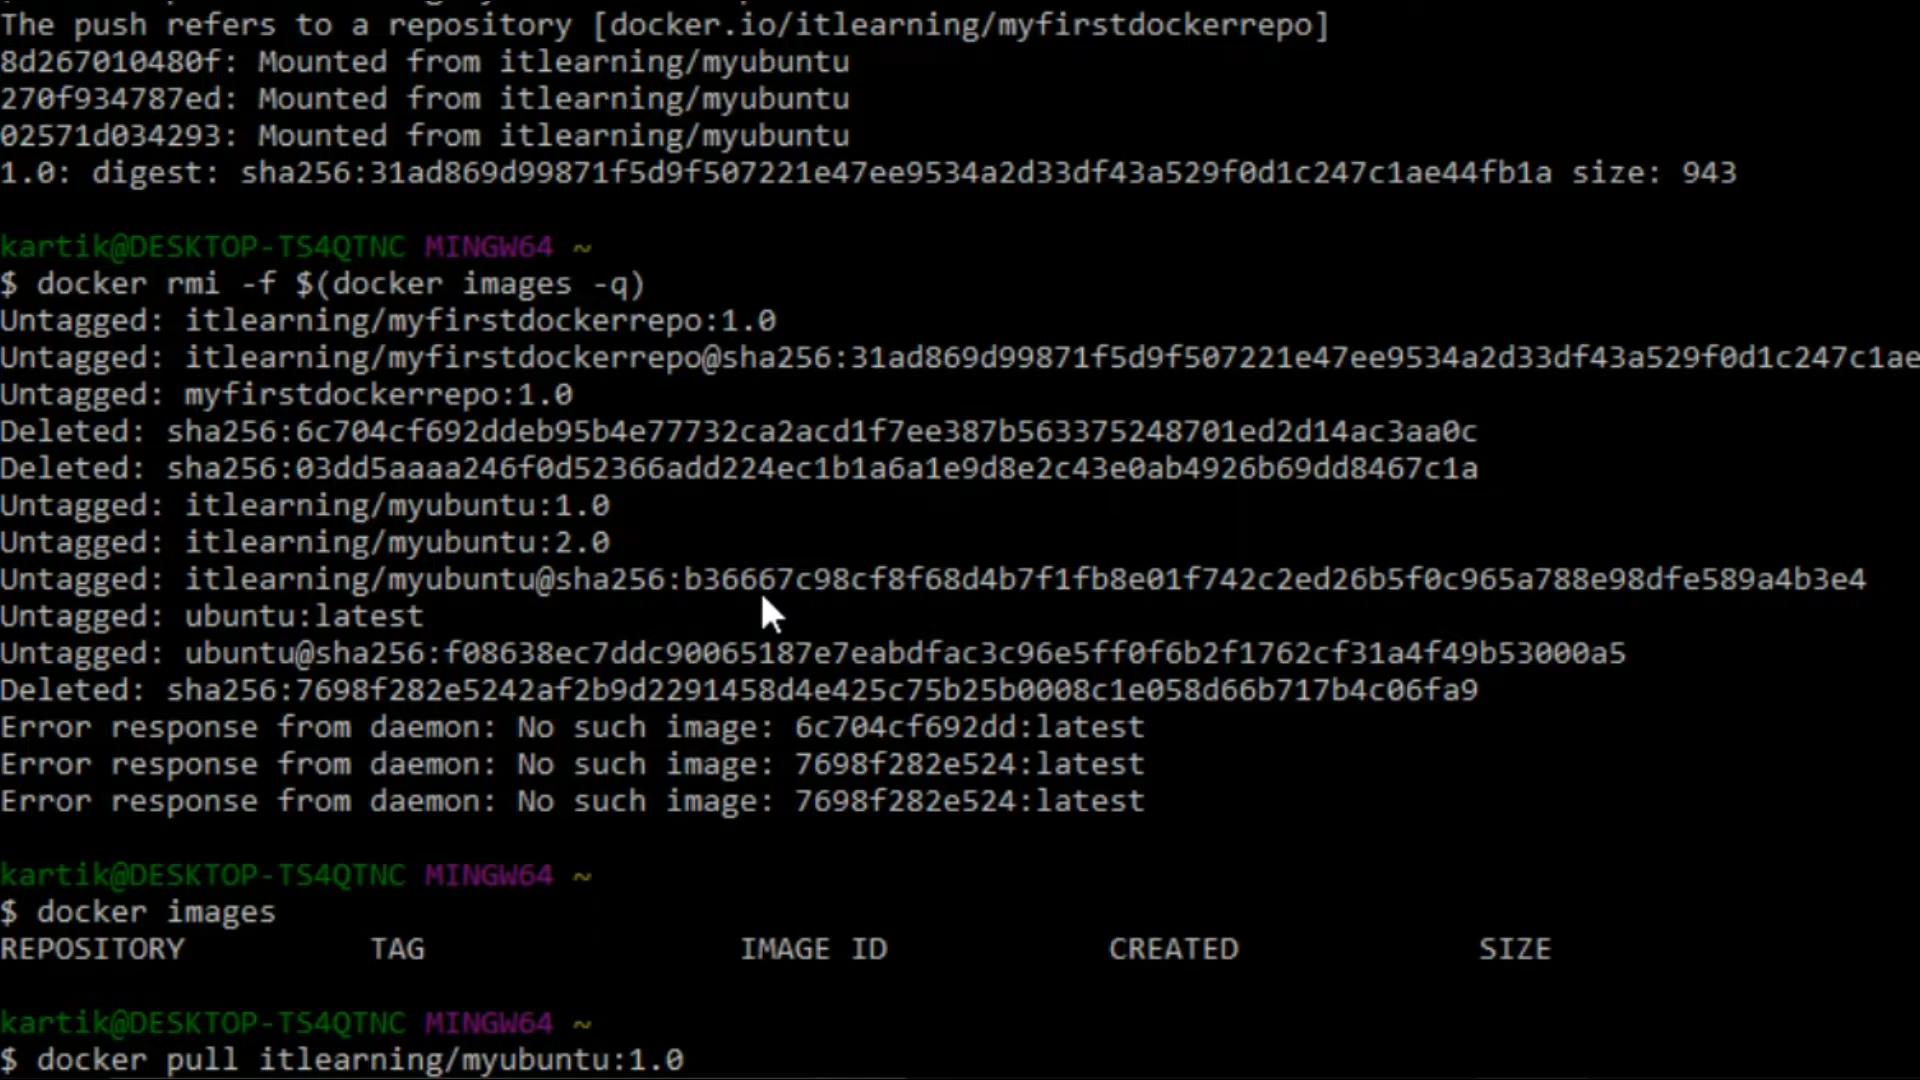 The push refers to a repository [docker.io/itlearning/myfirstdockerrepo]
8d267010480f: Mounted from itlearning/myubuntu
270f934787ed: Mounted from itlearning/myubuntu
02571d034293: Mounted from itlearning/myubuntu
1.0: digest: sha256:31ad869d99871f5d9f507221e47ee9534a2d33df43a529f0d1c247c1ae44fb1a size: 943
kartik@DESKTOP-TS4QTNC MINGW64 ~
$ docker rmi -f $(docker images -q)
Untagged: itlearning/myfirstdockerrepo:1.0
Untagged: itlearning/myfirstdockerrepo@sha256:31ad869d99871f5d9f507221e47ee9534a2d33df43a529f0d1c247c1ae
Untagged: myfirstdockerrepo:1.0
Deleted: sha256:6c704cf692ddeb95b4e77732ca2acd1f7ee387b563375248701ed2d14ac3aa0c
Deleted: sha256:03dd5aaaa246f0d52366add224ec1b1a6a1e9d8e2c43e0ab4926b69dd8467c1a
Untagged: itlearning/myubuntu:1.0
Untagged: itlearning/myubuntu:2.0
Untagged: itlearning/myubuntu@sha256:b36667c98cf8f68d4b7f1fb8e01f742c2ed26b5f0c965a788e98dfe589a4b3e4
Untagged: ubuntu:latest
Untagged: ubuntu@sha256:f08638ec7ddc90065187e7eabdfac3c96e5ff0f6b2f1762cf31a4f49b53000a5
Deleted: sha256:7698f282e5242af2b9d2291458d4e425c75b25b0008c1e058d66b717b4c06fa9
Error response from daemon: No such image: 6c704cf692dd:latest
Error response from daemon: No such image: 7698f282e524:latest
Error response from daemon: No such image: 7698f282e524:latest
kartik@DESKTOP-TS4QTNC MINGW64 ~
$ docker images
REPOSITORY TAG IMAGE ID CREATED SIZE
kartik@DESKTOP-TS4QTNC MINGW64 ~
$ docker pull itlearning/myubuntu:1.0